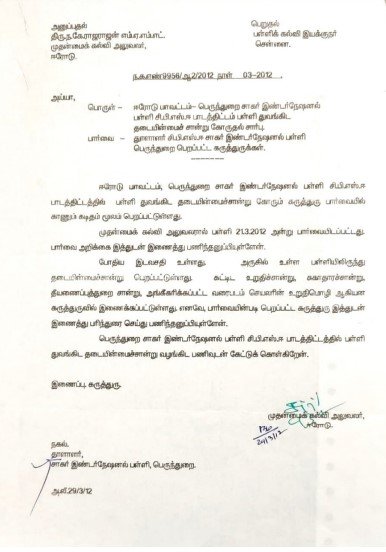 அனுப்புதல்
திரு.ந.கே.ராஜராஜன் எம்.ஏ.எம்.எட்.
முதன்மைக் கல்வி அலுவலர்,
ஈரோடு.
பெறுதல்
பள்ளிக் கல்வி இயக்குநர்
சென்னை.
ந.க.எண்9956/ஆ2/2012 நாள் 03-2012.
அய்யா,
பொருள் - ஈரோடு மாவட்டம்- பெருந்துறை சாகர் இண்டர்நேஷனல்
பள்ளி சி.பி.எஸ்.ஈ பாடத்திட்டம் பள்ளி துவங்கிட
தடையின்மைச் சான்று கோருதல் சார்பு.
பார்வை - தாளாளர் சி.பி.எஸ்.ஈ சாகர் இண்டர்நேஷனல் பள்ளி
பெருந்துறை பெறப்பட்ட கருத்துருக்கள்.
-------
ஈரோடு மாவட்டம், பெருந்துறை சாகர் இண்டர்நேஷனல் பள்ளி சி.பி.எஸ்.ஈ
பாடத்திட்டத்தில் பள்ளி துவங்கிட தடையின்மைச்சான்று கோரும் கருத்துரு பார்வையில்
காணும் கடிதம் மூலம் பெறப்பட்டுள்ளது.
முதன்மைக் கல்வி அலுவலரால் 21.3.2012 அன்று பார்வையிடப்பட்டது.
பார்வை அறிக்கை இத்துடன் இணைத்து பணிந்தனுப்பியுள்ளேன்.
போதிய இடவசதி உள்ளது. அருகில் உள்ள பள்ளியிலிருந்து
தடையின்மைச்சான்று பெறப்பட்டுள்ளது. கட்டிட உறுதிச்சான்று, சுகாதாரச்சான்று,
தீயணைப்புத்துறை சான்று, அங்கீகரிக்கப்பட்ட வரைபடம் செயலரின் உறுதிமொழி ஆகியன
கருத்துருவில் இணைக்கப்பட்டுள்ளது. எனவே, பார்வையின்படி பெறப்பட்ட கருத்துரு இத்துடன்
இணைத்து பரிந்துரை செய்து பணிந்தனுப்பியுள்ளேன்.
பெருந்துறை சாகர் இண்டர்நேஷனல் பள்ளி சி.பி.எஸ்.ஈ பாடத்திட்டத்தில் பள்ளி
துவங்கிட தடையின்மைச்சான்று வழங்கிட பணிவுடன் கேட்டுக் கொள்கிறேன்.
இணைப்பு. கருத்துரு.
முதன்மைக் கல்வி அலுவலர்,
ஈரோடு.
நகல்.
தாளாளர்
சாகர் இண்டர்நேஷனல் பள்ளி, பெருந்துறை.
ஆ.வி.29/3/12